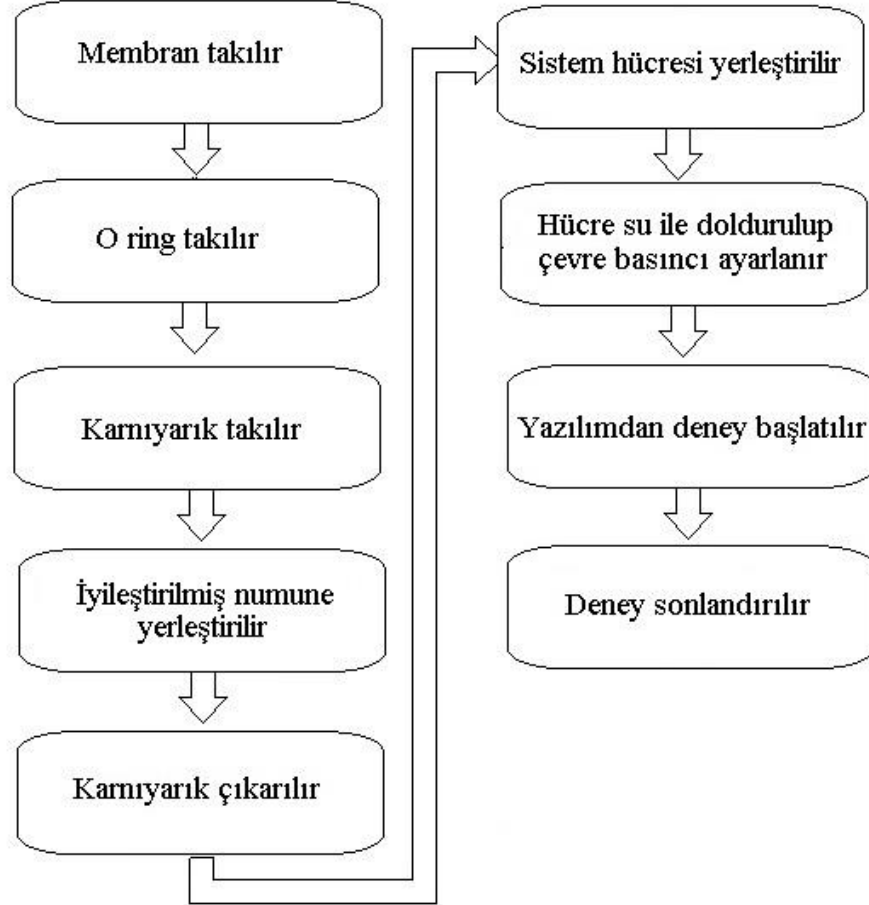 Membran takılır
O ring takılır
Karnıyarık takılır
İyileştirilmiş numune
yerleştirilir
Karnıyarık çıkarılır
Sistem hücresi yerleştirilir
Hücre su ile doldurulup
çevre basıncı ayarlanır
Yazılımdan deney başlatılır
Deney sonlandırılır